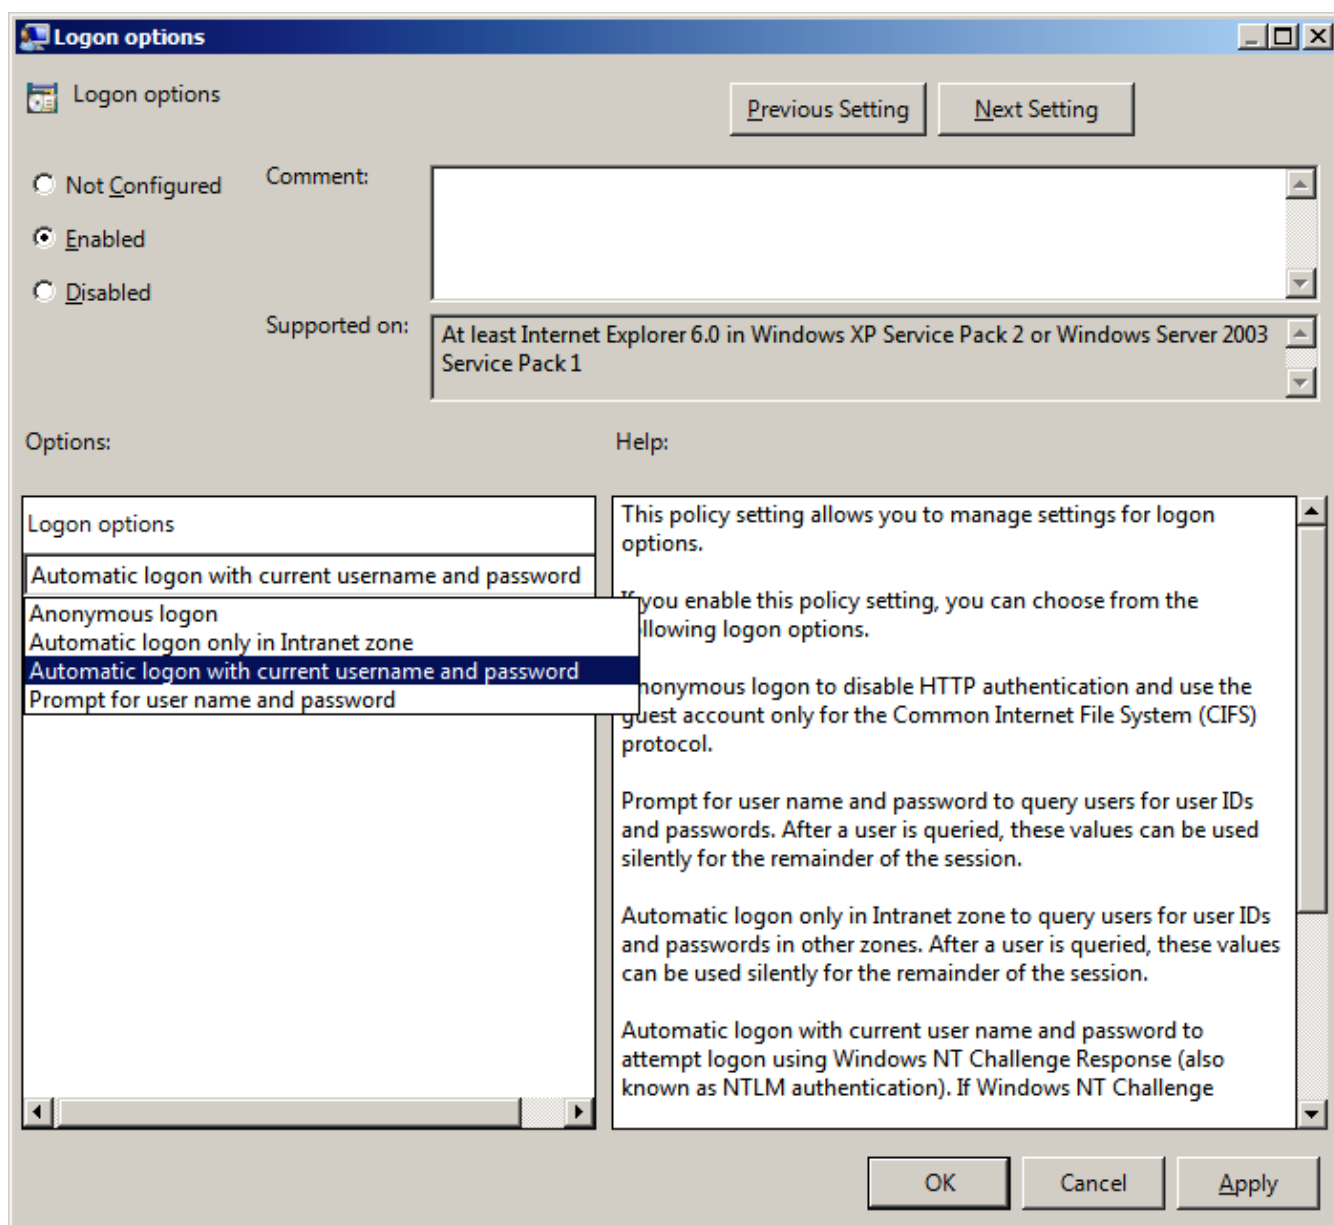 Logon options
Logon options
Previous Setting
Next Setting
Not Configured
Enabled
Disabled
Comment:
Supported on:
At least Internet Explorer 6.0 in Windows XP Service Pack 2 or Windows Server 2003
Service Pack 1
Options:
Help:
Logon options
Automatic logon with current username and password
Anonymous logon
Automatic logon only in Intranet zone
Automatic logon with current username and password
Prompt for user name and password
This policy setting allows you to manage settings for logon
options.
you enable this policy setting, you can choose from the
following logon options.
Anonymous logon to disable HTTP authentication and use the
guest account only for the Common Internet File System (CIFS)
protocol.
Prompt for user name and password to query users for user IDs
and passwords. After a user is queried, these values can be used
silently for the remainder of the session.
Automatic logon only in Intranet zone to query users for user IDs
and passwords in other zones. After a user is queried, these values
can be used silently for the remainder of the session.
Automatic logon with current user name and password to
attempt logon using Windows NT Challenge Response (also
known as NTLM authentication). If Windows NT Challenge
OK
Cancel
Apply